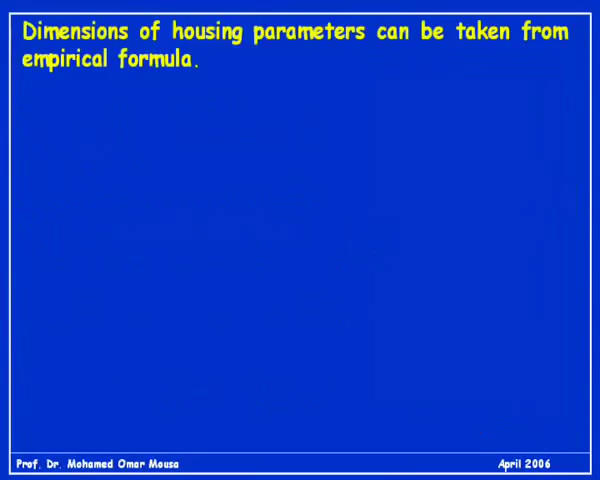 Dimensions of housing parameters can be taken from
empirical formula.
Prof. Dr. Mohamed Omar Mousa
April 2006